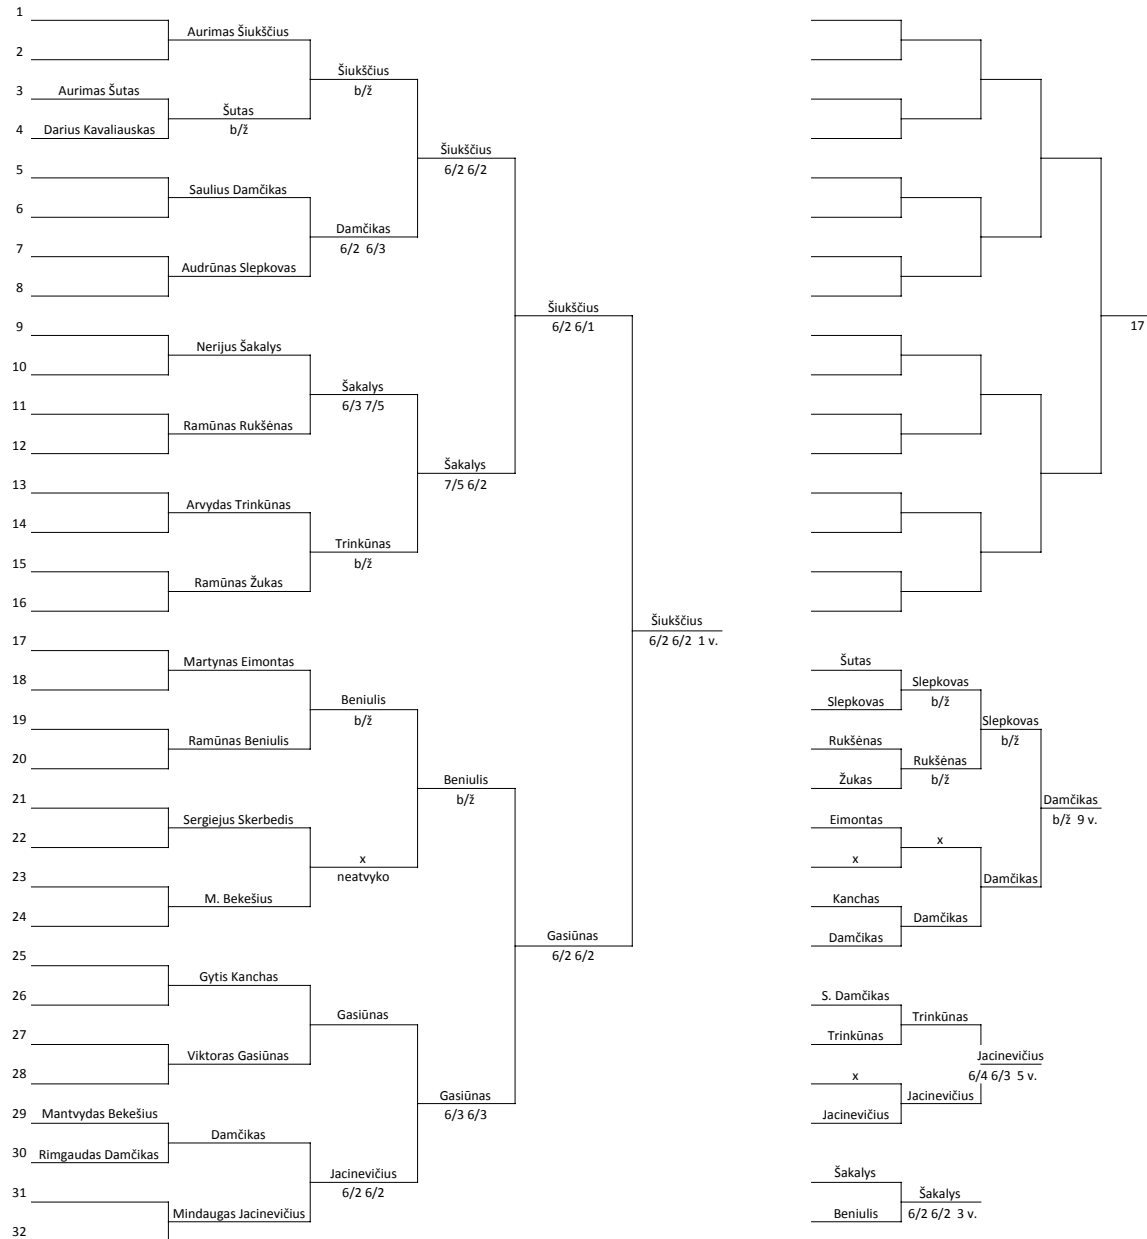 1
Aurimas Šiukščius
2
Šiukščius
b/ž
3 Aurimas Šutas
Šutas
b/ž
4 Darius Kavaliauskas
Šiukščius
6/2 6/2
5
Saulius Damčikas
6
Damčikas
6/2 6/3
7
Audrūnas Slepkovas
8
Šiukščius
6/2 6/1
9
Nerijus Šakalys
10
Šakalys
6/3 7/5
11
Ramūnas Rukšėnas
12
Šakalys
7/5 6/2
13
Arvydas Trinkūnas
14
Trinkūnas
b/ž
15
Ramūnas Žukas
16
Šiukščius
6/2 6/2 1 v.
17
Martynas Eimontas
18
Beniulis
b/ž
19
Ramūnas Beniulis
20
Beniulis
b/ž
21
Sergiejus Skerbedis
22
x
neatvyko
23
M. Bekešius
24
Gasiūnas
6/2 6/2
25
Gytis Kanchas
26
Gasiūnas
27
Viktoras Gasiūnas
28
Gasiūnas
6/3 6/3
29 Mantvydas Bekešius
Damčikas
30 Rimgaudas Damčikas
Jacinevičius
6/2 6/2
31
Mindaugas Jacinevičius
32
17
Šutas
Slepkovas
b/ž
Slepkovas
Slepkovas
b/ž
Rukšėnas
Rukšėnas
b/ž
Žukas
Damčikas
b/ž 9 v.
Eimontas
x
x
Damčikas
Kanchas
Damčikas
Damčikas
S. Damčikas
Trinkūnas
Trinkūnas
Jacinevičius
6/4 6/3 5 v.
x
Jacinevičius
Jacinevičius
Šakalys
Šakalys
6/2 6/2 3 v.
Beniulis